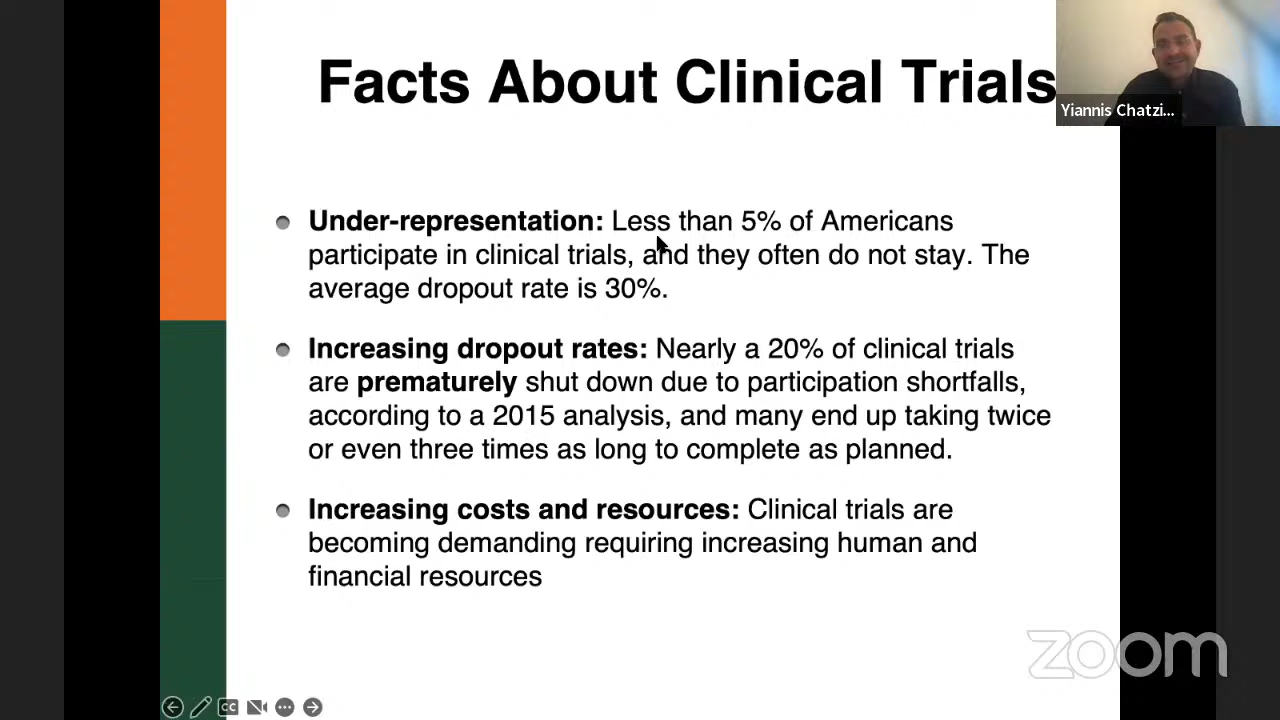 Facts About Clinical Trials
Yiannis Chatzi...
Under-representation: Less than 5% of Americans
participate in clinical trials, and they often do not stay. The
average dropout rate is 30%.
Increasing dropout rates: Nearly a 20% of clinical trials
are prematurely shut down due to participation shortfalls,
according to a 2015 analysis, and many end up taking twice
or even three times as long to complete as planned.
Increasing costs and resources: Clinical trials are
becoming demanding requiring increasing human and
financial resources
zoom
CC